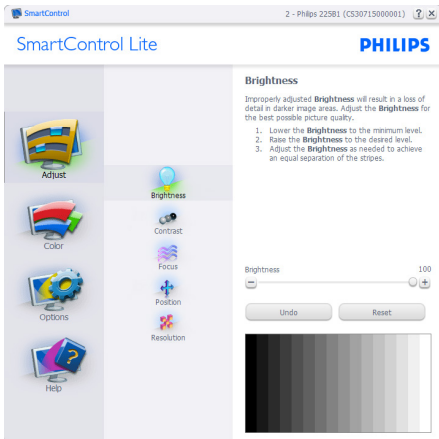 SmartControl
2 - Philips 225B1 (CS30715000001)
SmartControl Lite
PHILIPS
Adjust
Color
Options
Help
Brightness
Contrast
Focus
Position
Resolution
Brightness
Improperly adjusted Brightness will result in a loss of
detail in darker image areas. Adjust the Brightness for
the best possible picture quality.
1. Lower the Brightness to the minimum level.
2. Raise the Brightness to the desired level.
3. Adjust the Brightness as needed to achieve
an equal separation of the stripes.
Brightness 100
Undo Reset